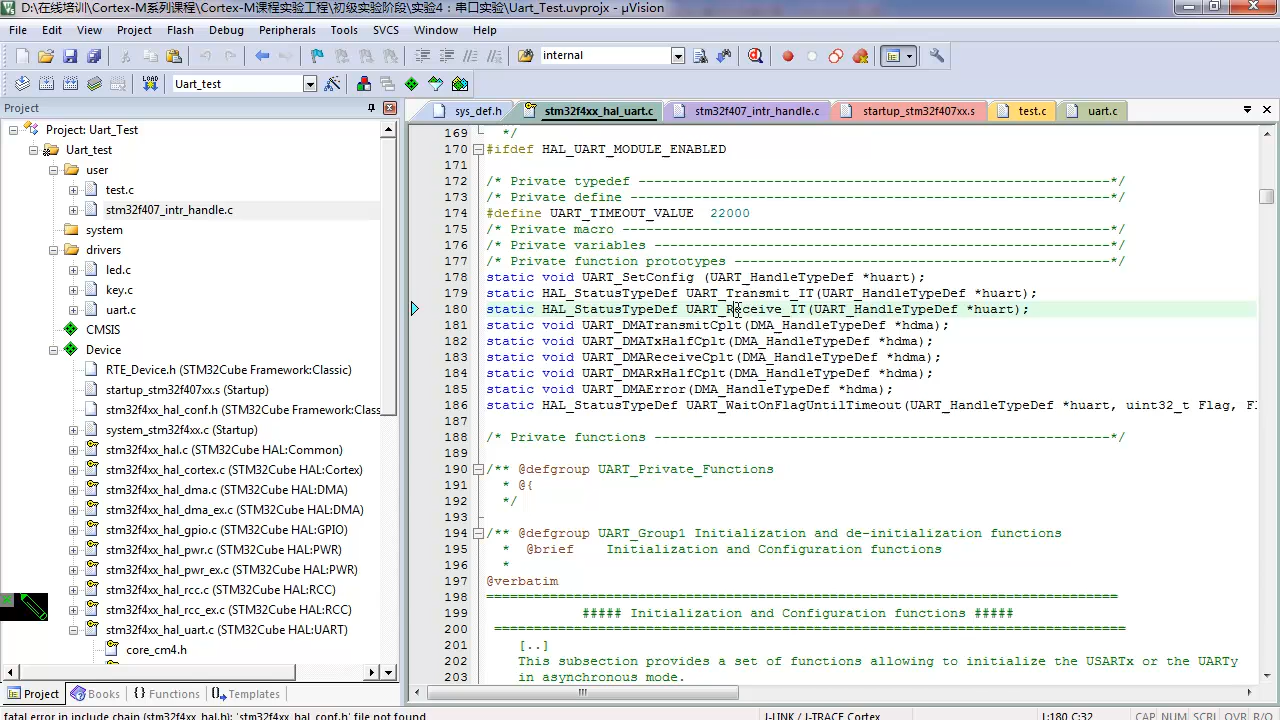 D:\在线培训\Cortex-M系列课程\Cortex-M课程实验工程\初级实验阶段\实验4：串口实验\Uart_Test.uvprojx - µVision
File Edit View Project Flash Debug Peripherals Tools SVCS Window Help
internal
LOAD Uart_test
Project
sys_def.h stm32f4xx_hal_uart.c stm32f407_intr_handle.c startup_stm32f407xx.s test.c uart.c
Project: Uart_Test
Uart_test
user
test.c
stm32f407_intr_handle.c
system
drivers
led.c
key.c
uart.c
CMSIS
Device
RTE_Device.h (STM32Cube Framework:Classic)
startup_stm32f407xx.s (Startup)
stm32f4xx_hal_conf.h (STM32Cube Framework:Class
system_stm32f4xx.c (Startup)
stm32f4xx_hal.c (STM32Cube HAL:Common)
stm32f4xx_hal_cortex.c (STM32Cube HAL:Cortex)
stm32f4xx_hal_dma.c (STM32Cube HAL:DMA)
stm32f4xx_hal_dma_ex.c (STM32Cube HAL:DMA)
stm32f4xx_hal_gpio.c (STM32Cube HAL:GPIO)
stm32f4xx_hal_pwr.c (STM32Cube HAL:PWR)
stm32f4xx_hal_pwr_ex.c (STM32Cube HAL:PWR)
stm32f4xx_hal_rcc.c (STM32Cube HAL:RCC)
stm32f4xx_hal_rcc_ex.c (STM32Cube HAL:RCC)
stm32f4xx_hal_uart.c (STM32Cube HAL:UART)
core_cm4.h
Project Books {} Functions Templates
169 */
170 #ifdef HAL_UART_MODULE_ENABLED
171
172 /* Private typedef -----------------------------------------------------------*/
173 /* Private define ------------------------------------------------------------*/
174 #define UART_TIMEOUT_VALUE  22000
175 /* Private macro -------------------------------------------------------------*/
176 /* Private variables ---------------------------------------------------------*/
177 /* Private function prototypes -----------------------------------------------*/
178 static void UART_SetConfig (UART_HandleTypeDef *huart);
179 static HAL_StatusTypeDef UART_Transmit_IT(UART_HandleTypeDef *huart);
180 static HAL_StatusTypeDef UART_Receive_IT(UART_HandleTypeDef *huart);
181 static void UART_DMATransmitCplt(DMA_HandleTypeDef *hdma);
182 static void UART_DMATxHalfCplt(DMA_HandleTypeDef *hdma);
183 static void UART_DMAReceiveCplt(DMA_HandleTypeDef *hdma);
184 static void UART_DMARxHalfCplt(DMA_HandleTypeDef *hdma);
185 static void UART_DMAError(DMA_HandleTypeDef *hdma);
186 static HAL_StatusTypeDef UART_WaitOnFlagUntilTimeout(UART_HandleTypeDef *huart, uint32_t Flag, Fl
187
188 /* Private functions ---------------------------------------------------------*/
189
190 /** @defgroup UART_Private_Functions
191 * @{
192 */
193
194 /** @defgroup UART_Group1 Initialization and de-initialization functions
195 *  @brief    Initialization and Configuration functions
196 *
197 @verbatim
198 ===============================================================================
199 ##### Initialization and Configuration functions #####
200 ===============================================================================
201 [..]
202 This subsection provides a set of functions allowing to initialize the USARTx or the UARTy
203 in asynchronous mode.
fatal error in include chain (stm32f4xx_hal.h): 'stm32f4xx_hal_conf.h' file not found J-LINK / J-TRACE Cortex L:180 C:32 CAP NUM SCRL OVR R/O